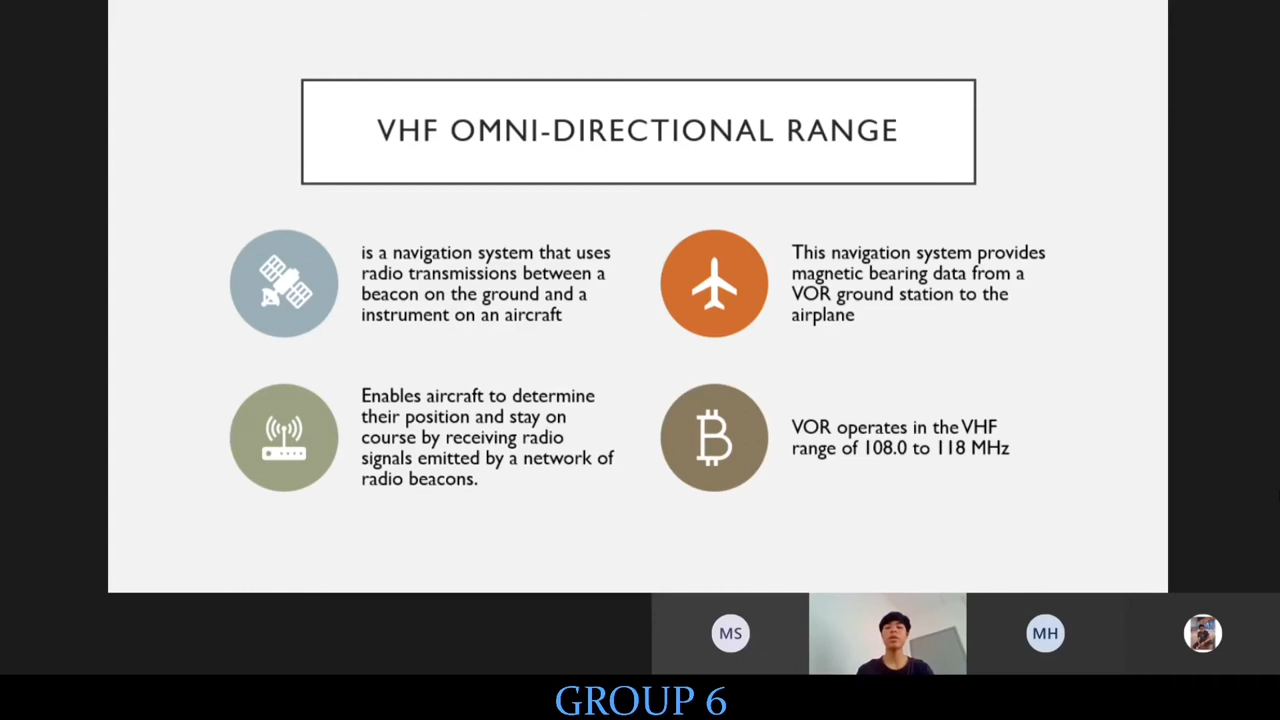 VHF OMNI-DIRECTIONAL RANGE
is a navigation system that uses
radio transmissions between a
beacon on the ground and a
instrument on an aircraft
This navigation system provides
magnetic bearing data from a
VOR ground station to the
airplane
Enables aircraft to determine
their position and stay on
course by receiving radio
signals emitted by a network of
radio beacons.
VOR operates in the VHF
range of 108.0 to 118 MHz
MS
MH
GROUP 6